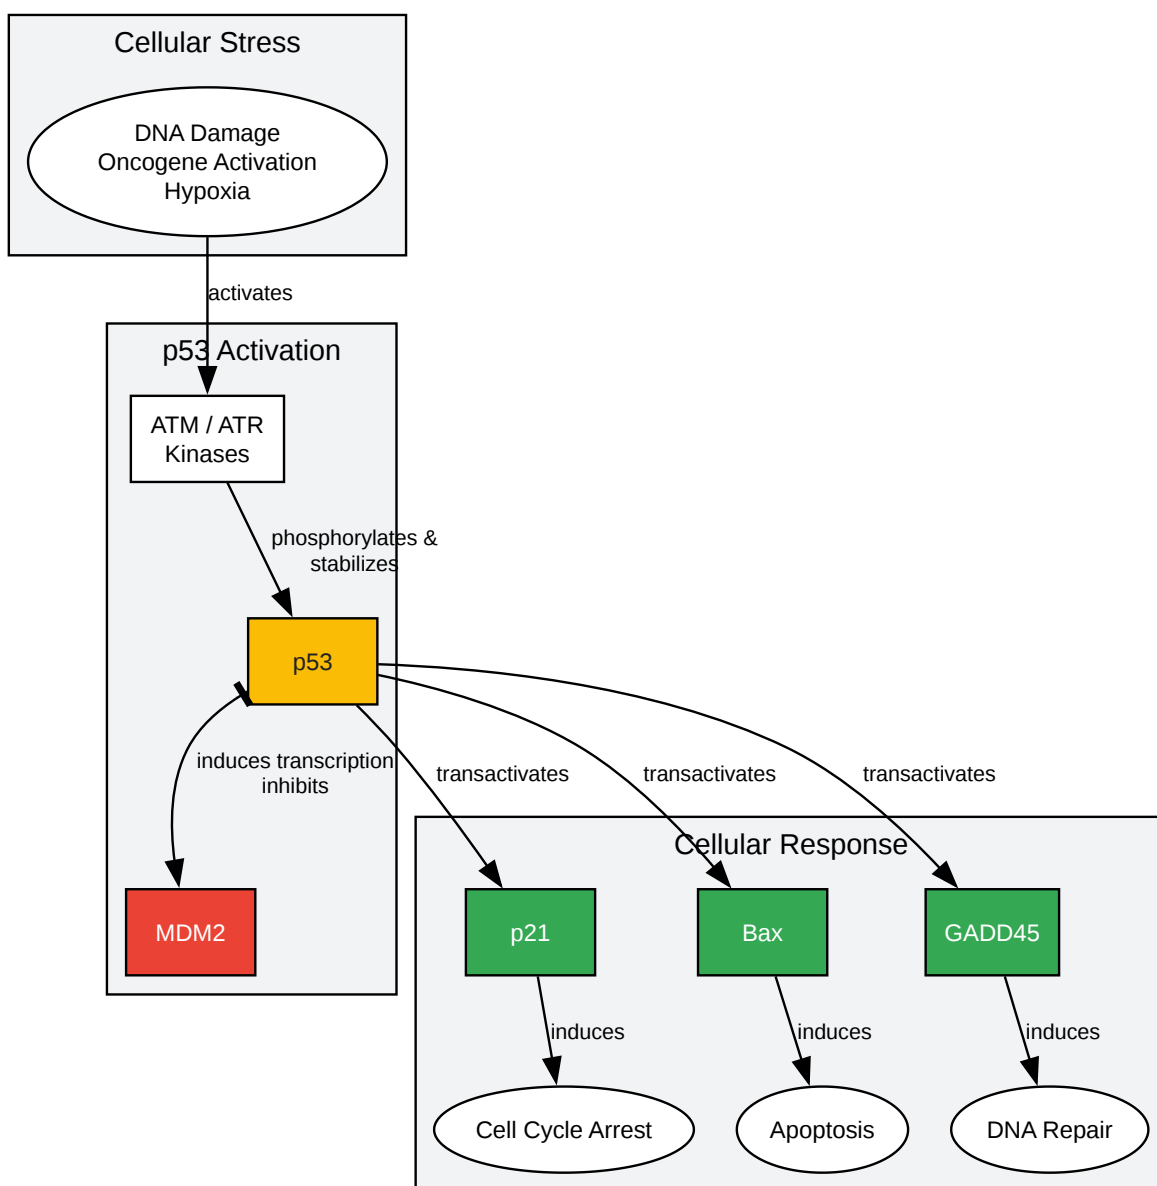 Cellular Stress
DNA Damage
Oncogene Activation
Hypoxia
activates
p53 Activation
ATM / ATR
Kinases
phosphorylates &
stabilizes
p53
induces transcription
inhibits
transactivates
transactivates
transactivates
Cellular Response
MDM2
p21
Bax
GADD45
induces
induces
induces
Cell Cycle Arrest
Apoptosis
DNA Repair